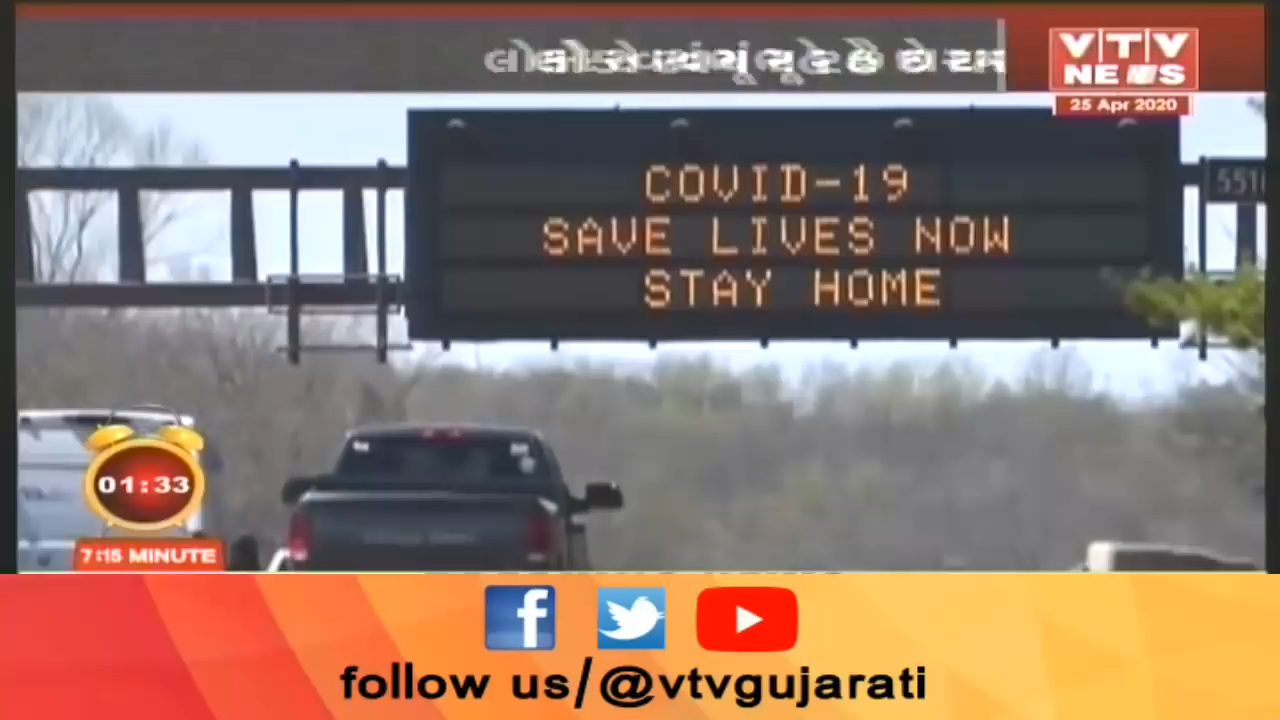 VTV
NEWS
25 Apr 2020
COVID-19
SAVE LIVES NOW
STAY HOME
551
01:33
7:15 MINUTE
follow us/@vtvgujarati